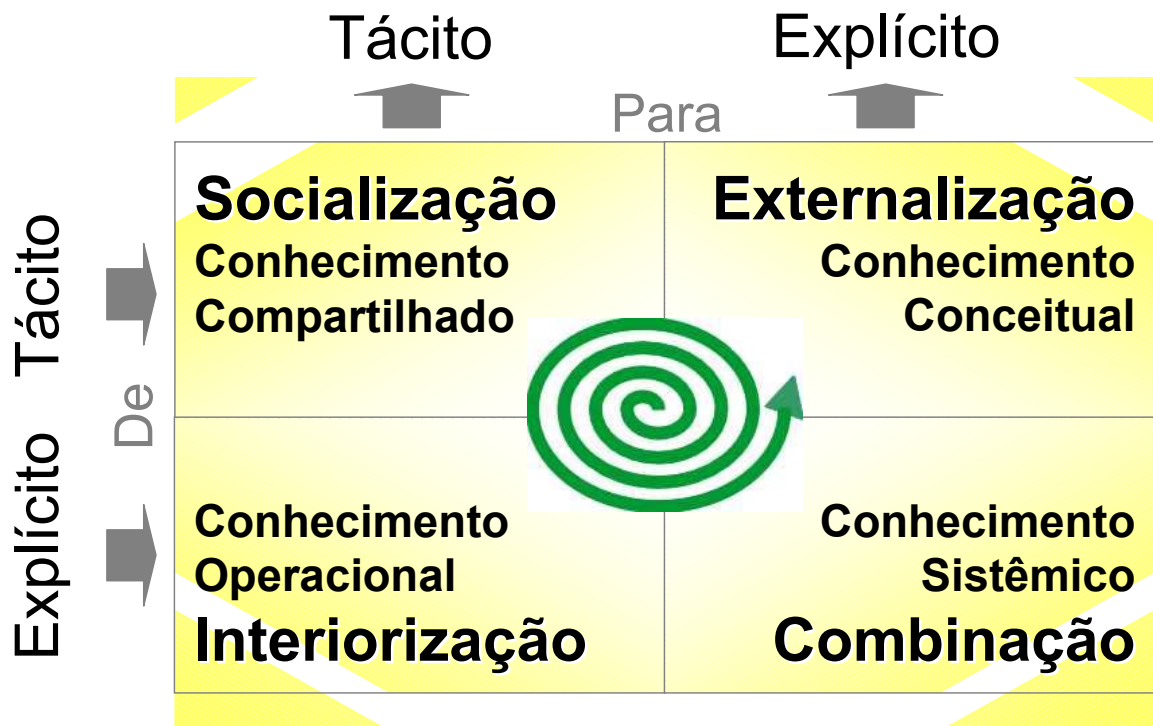 Tácito
Explícito
Para
De
Tácito
Explícito
Socialização
Conhecimento
Compartilhado
Externalização
Conhecimento
Conceitual
Conhecimento
Operacional
Interiorização
Conhecimento
Sistêmico
Combinação